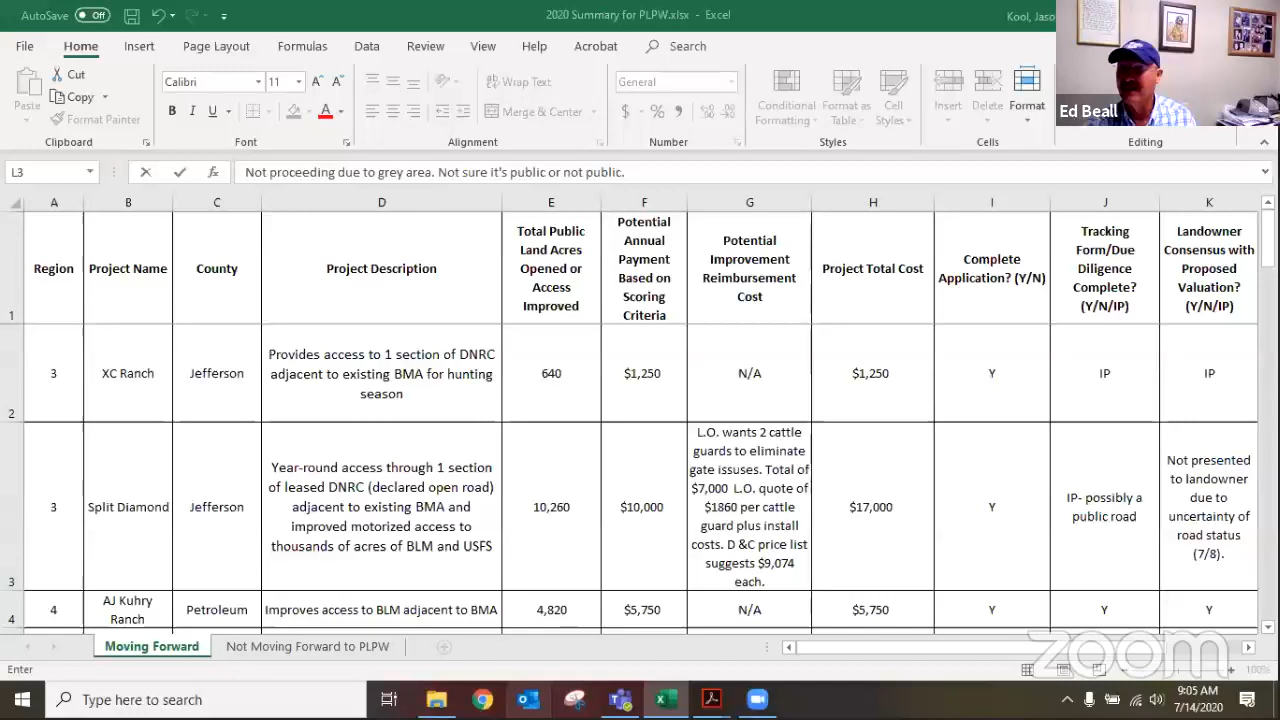 AutoSave Off
2020 Summary for PLPW.xlsx - Excel
Kool, Jaso
File Home Insert Page Layout Formulas Data Review View Help Acrobat Search
Paste
Cut
Copy
Format Painter
Clipboard
Calibri 11
B I U
Font
Wrap Text
Merge & Center
Alignment
General
$ % 9
Number
Conditional Formatting
Format as Table
Cell Styles
Styles
Insert Delete Format
Cells
Editing
Ed Beall
L3
fx
Not proceeding due to grey area. Not sure it's public or not public.
A B C D E F G H I J K
1
Region
Project Name
County
Project Description
Total Public
Land Acres
Opened or
Access
Improved
Potential
Annual
Payment
Based on
Scoring
Criteria
Potential
Improvement
Reimbursement
Cost
Project Total Cost
Complete
Application? (Y/N)
Tracking
Form/Due
Diligence
Complete?
(Y/N/IP)
Landowner
Consensus with
Proposed
Valuation?
(Y/N/IP)
2
3
XC Ranch
Jefferson
Provides access to 1 section of DNRC
adjacent to existing BMA for hunting
season
640
$1,250
N/A
$1,250
Y
IP
IP
3
3
Split Diamond
Jefferson
Year-round access through 1 section
of leased DNRC (declared open road)
adjacent to existing BMA and
improved motorized access to
thousands of acres of BLM and USFS
10,260
$10,000
L.O. wants 2 cattle
guards to eliminate
gate issuses. Total of
$7,000 L.O. quote of
$1860 per cattle
guard plus install
costs. D &C price list
suggests $9,074
each.
$17,000
Y
IP- possibly a
public road
Not presented
to landowner
due to
uncertainty of
road status
(7/8).
4
4
AJ Kuhry
Ranch
Petroleum
Improves access to BLM adjacent to BMA
4,820
$5,750
N/A
$5,750
Y
Y
Y
Moving Forward
Not Moving Forward to PLPW
Enter
100%
zoom
Type here to search
9:05 AM
7/14/2020